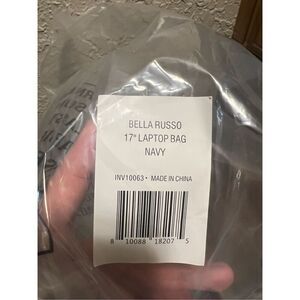 BELLA RUSSO
17" LAPTOP BAG
NAVY
INV10063 • MADE IN CHINA
8 10088 18207 5